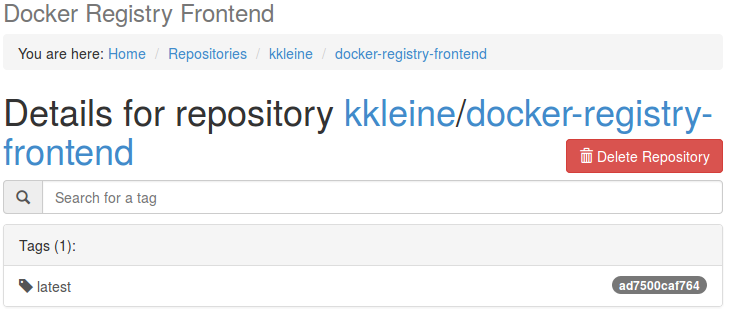 Docker Registry Frontend
You are here: Home / Repositories / kkleine / docker-registry-frontend
Details for repository kkleine/docker-registry-
frontend
Delete Repository
Search for a tag
Tags (1):
latest ad7500caf764